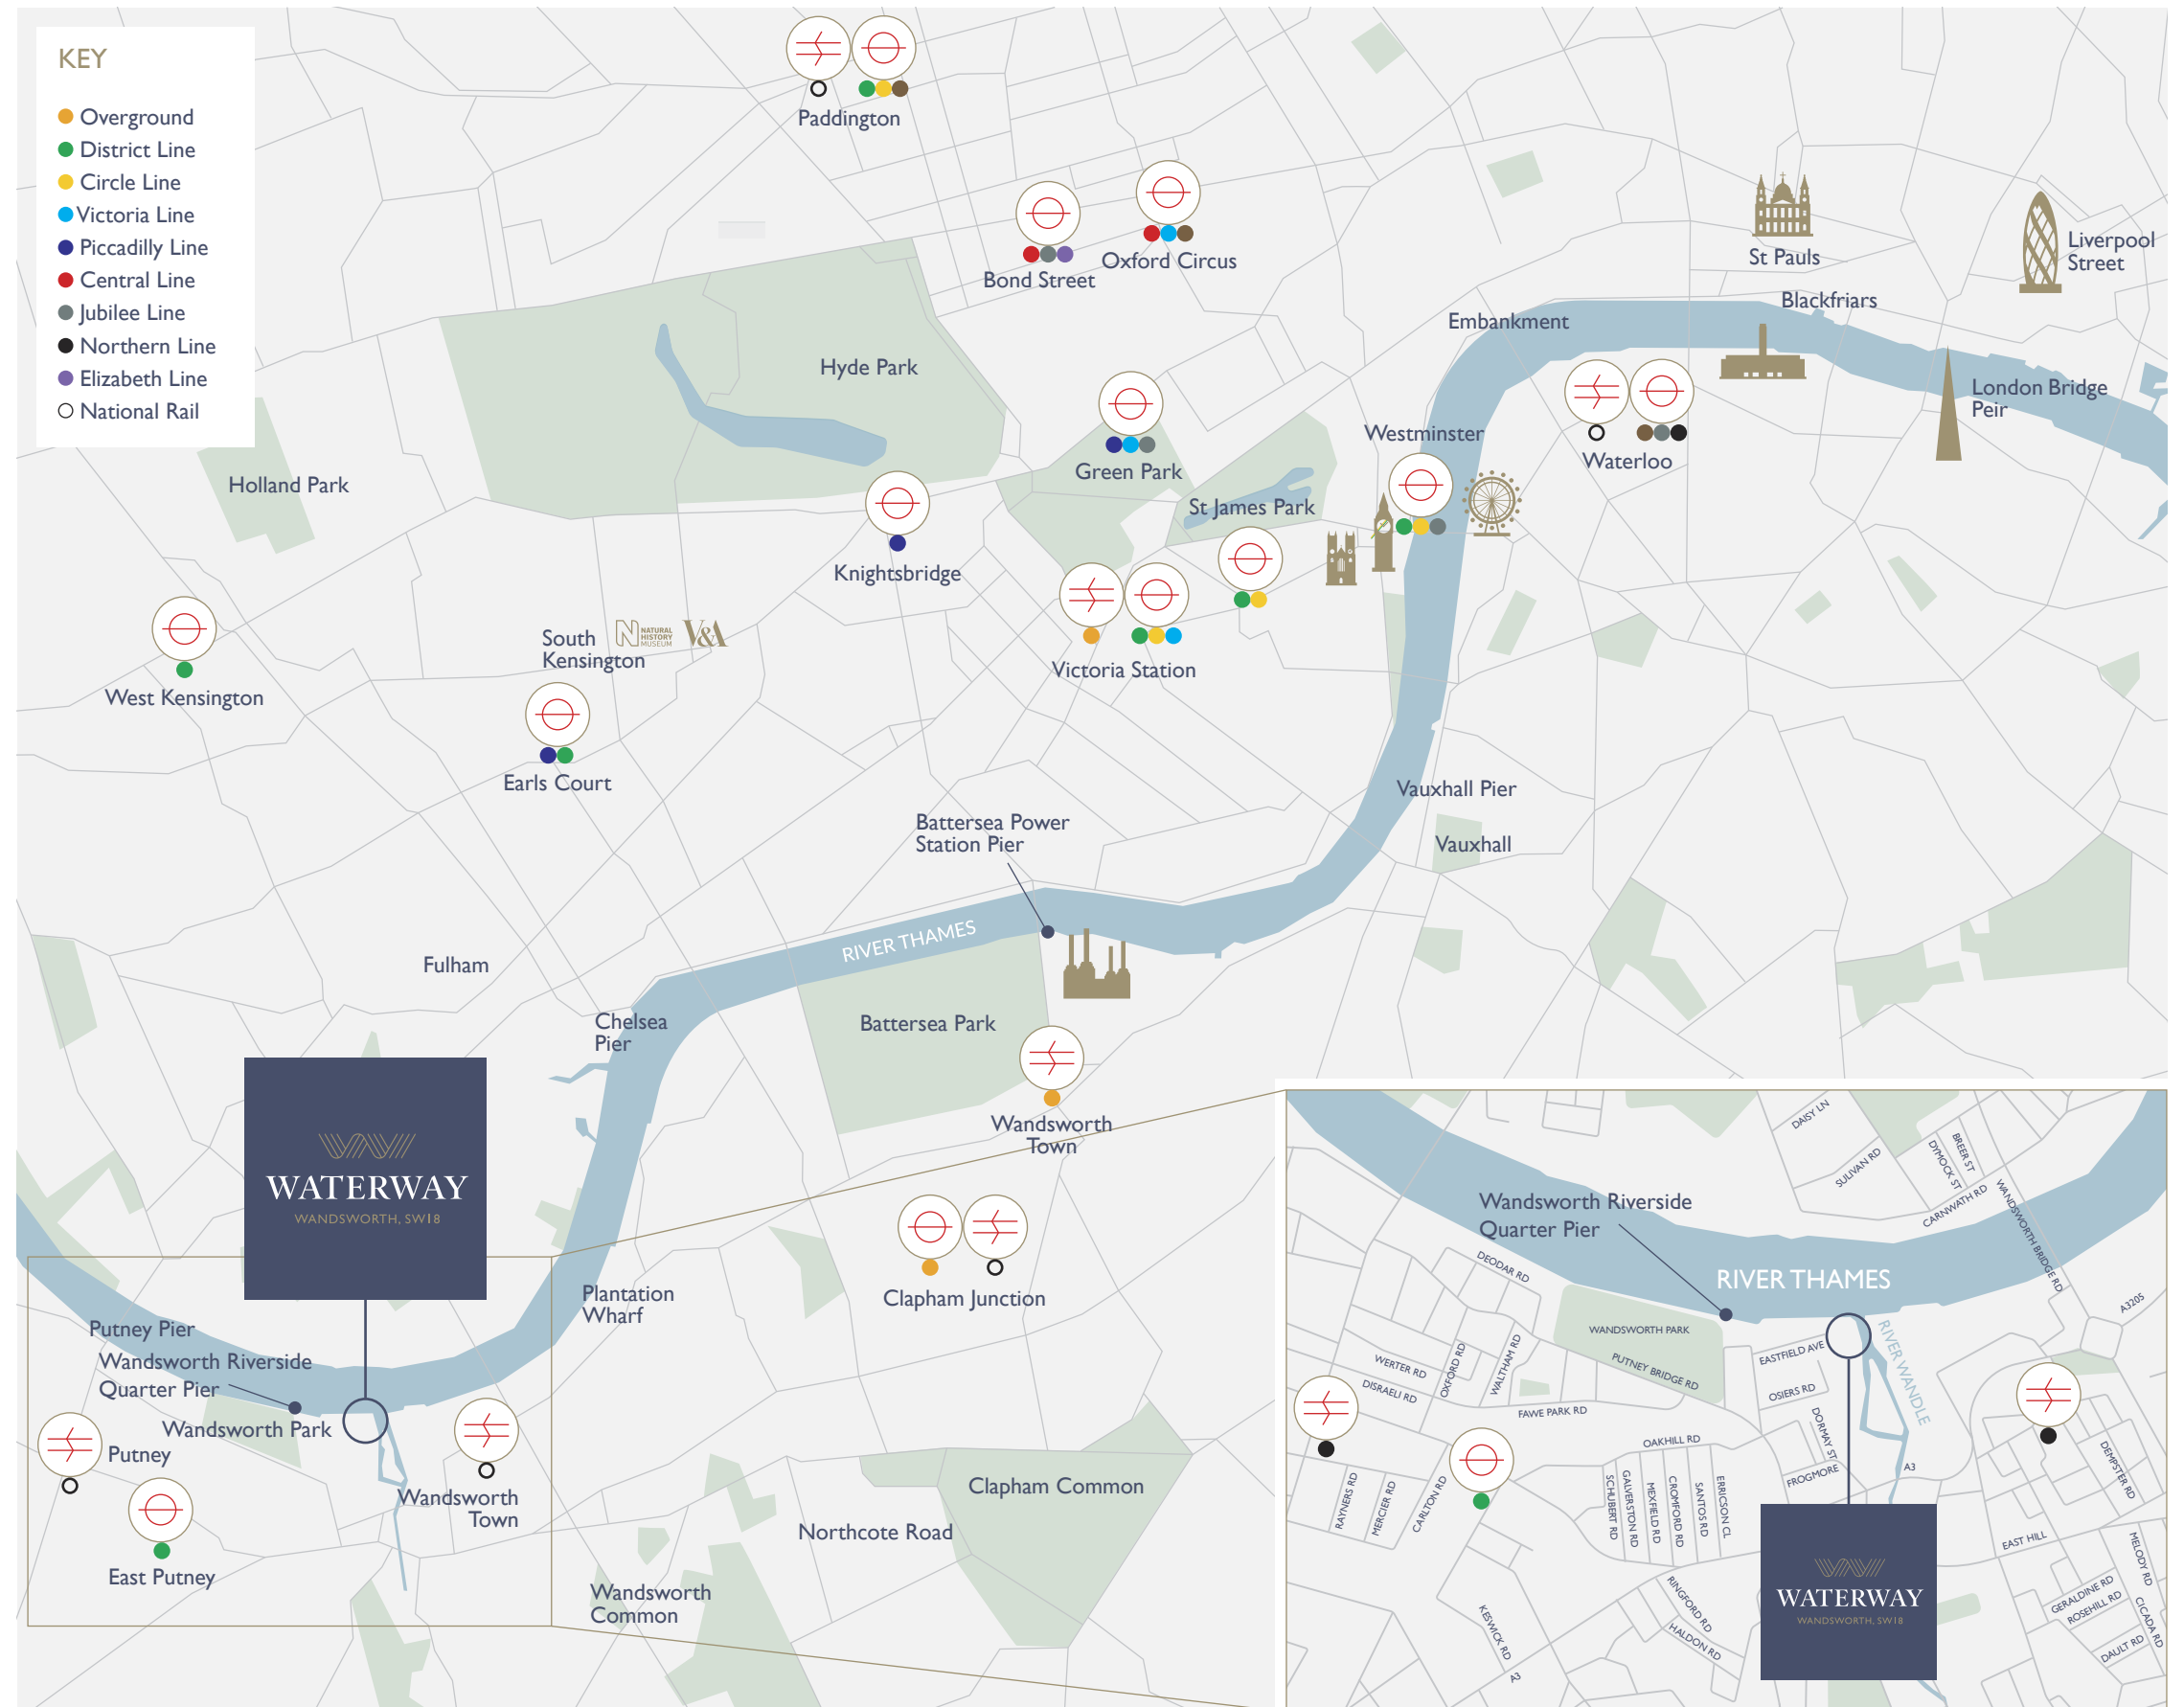 KEY
Overground
District Line
Circle Line
Victoria Line
Piccadilly Line
Central Line
Jubilee Line
Northern Line
Elizabeth Line
National Rail
Paddington
Bond Street
Oxford Circus
St Pauls
Liverpool
Street
Blackfriars
Embankment
Hyde Park
London Bridge
Peir
Westminster
Waterloo
Green Park
Holland Park
St James Park
Knightsbridge
South
Kensington
N NATURAL
HISTORY
MUSEUM
V&A
Victoria Station
West Kensington
Earls Court
Vauxhall Pier
Battersea Power
Station Pier
Vauxhall
RIVER THAMES
Fulham
Chelsea
Pier
Battersea Park
Wandsworth
Town
WATERWAY
WANDSWORTH, SW18
Clapham Junction
Plantation
Wharf
Putney Pier
Wandsworth Riverside
Quarter Pier
Wandsworth Park
Putney
Wandsworth
Town
East Putney
Clapham Common
Northcote Road
Wandsworth
Common
DAISY LN
SULIVAN RD
BREER ST
DYMOCK ST
CARNWATH RD
WANDSWORTH BRIDGE RD
Wandsworth Riverside
Quarter Pier
RIVER THAMES
DEODAR RD
A3205
WANDSWORTH PARK
PUTNEY BRIDGE RD
EASTFIELD AVE
RIVER WANDLE
WERTER RD
OXFORD RD
WALTHAM RD
DISRAELI RD
OSIERS RD
FAWE PARK RD
DORMAY ST
OAKHILL RD
FROGMORE
A3
DEMPSTER RD
RAYNERS RD
MERCIER RD
CARLTON RD
SCHUBERT RD
GALVERSTON RD
MEXFIELD RD
CROMFORD RD
SANTOS RD
ERRICSON CL
EAST HILL
MELODY RD
WATERWAY
WANDSWORTH, SW18
RINGFORD RD
HALDON RD
KESWICK RD
A3
GERALDINE RD
ROSEHILL RD
CICADA RD
DAULT RD